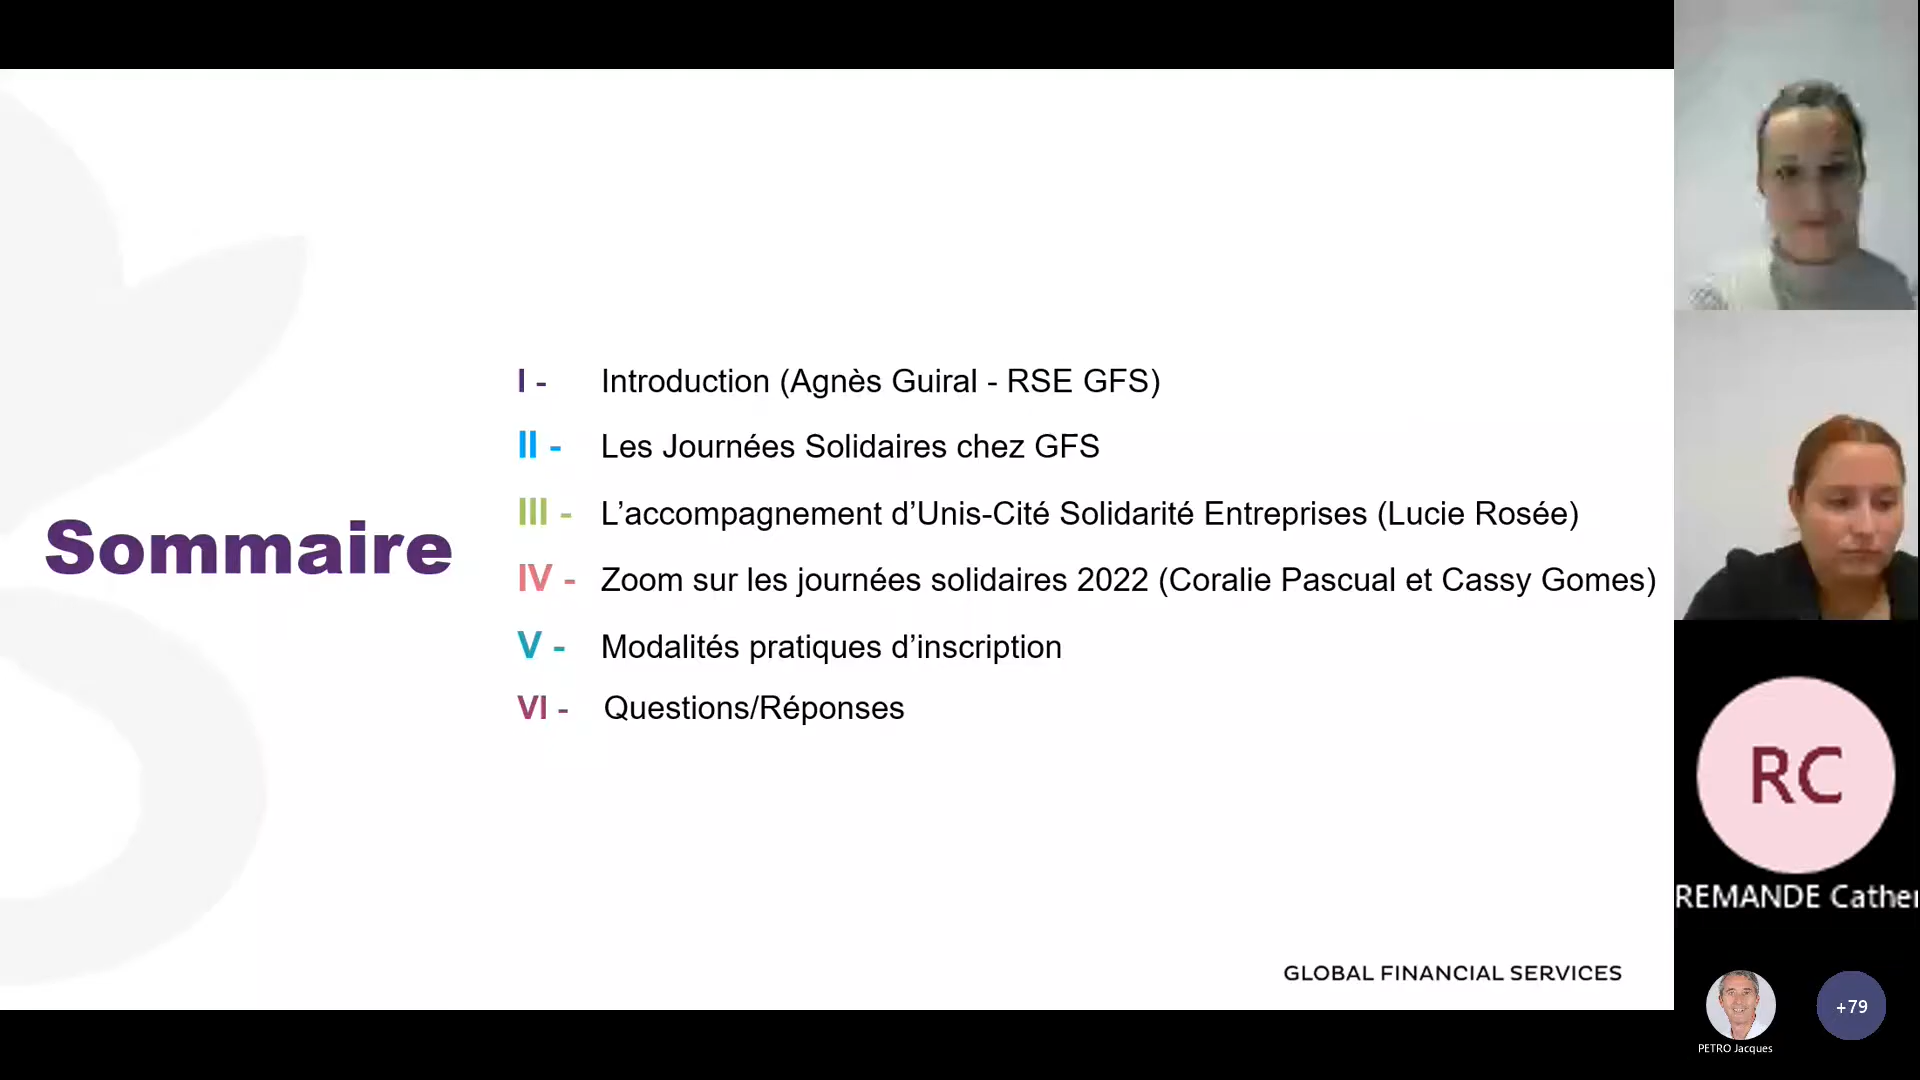 Sommaire
I - Introduction (Agnès Guiral - RSE GFS)
II - Les Journées Solidaires chez GFS
III - L’accompagnement d’Unis-Cité Solidarité Entreprises (Lucie Rosée)
IV - Zoom sur les journées solidaires 2022 (Coralie Pascual et Cassy Gomes)
V - Modalités pratiques d’inscription
VI - Questions/Réponses
GLOBAL FINANCIAL SERVICES
RC
REMANDE Cather
PETRO Jacques
+79